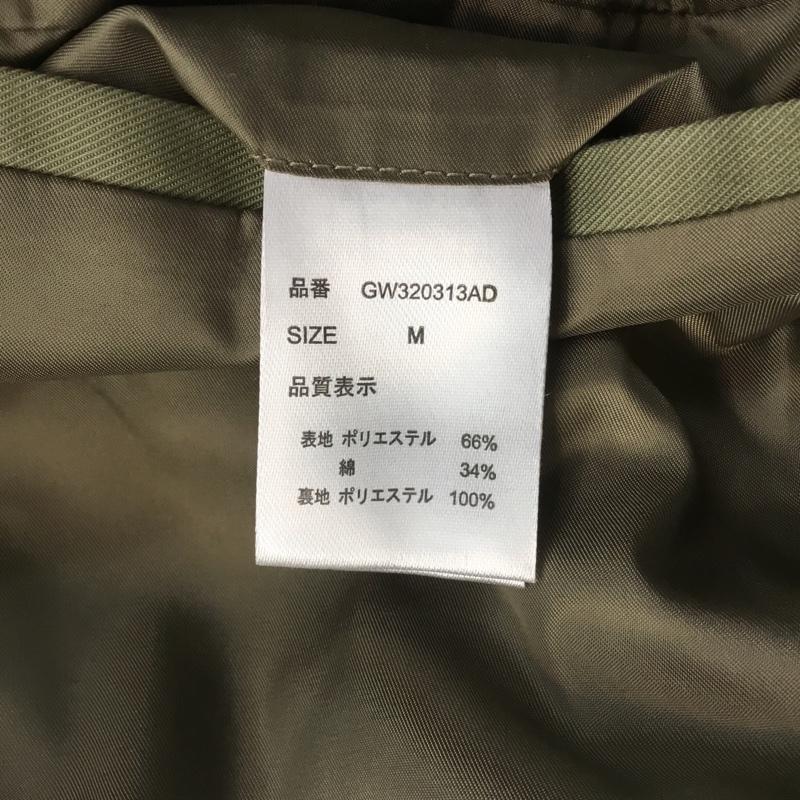 品番 GW320313AD
SIZE M
品質表示
表地 ポリエステル 66%
綿 34%
裏地 ポリエステル 100%